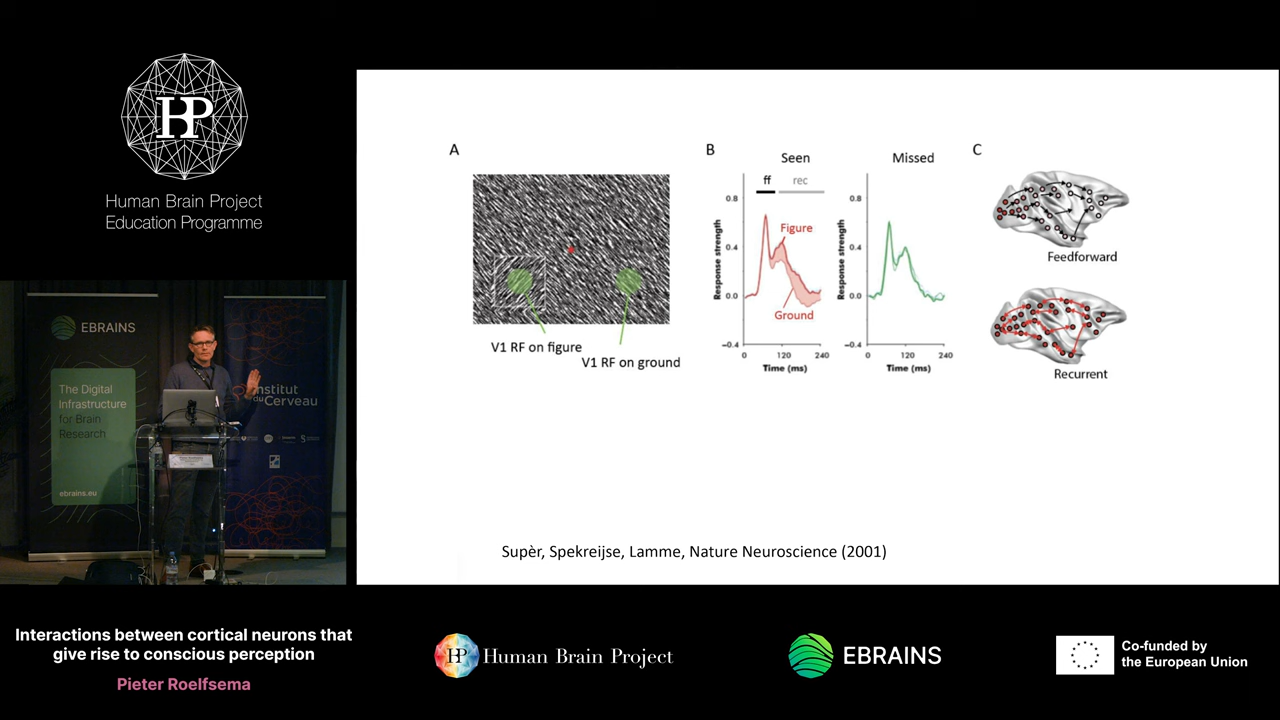 HP
Human Brain Project
Education Programme
EBRAINS
The Digital
Infrastructure
for Brain
Research
ebrains.eu
Institut
du Cerveau
A
V1 RF on figure
V1 RF on ground
B
Seen
Missed
ff
rec
Response strength
0.8
0.4
0.0
−0.4
Figure
Ground
0
120
240
Time (ms)
Response strength
0.8
0.4
0.0
−0.4
0
120
240
Time (ms)
C
Feedforward
Recurrent
Supèr, Spekreijse, Lamme, Nature Neuroscience (2001)
Interactions between cortical neurons that
give rise to conscious perception
Pieter Roelfsema
HP Human Brain Project
EBRAINS
Co-funded by
the European Union